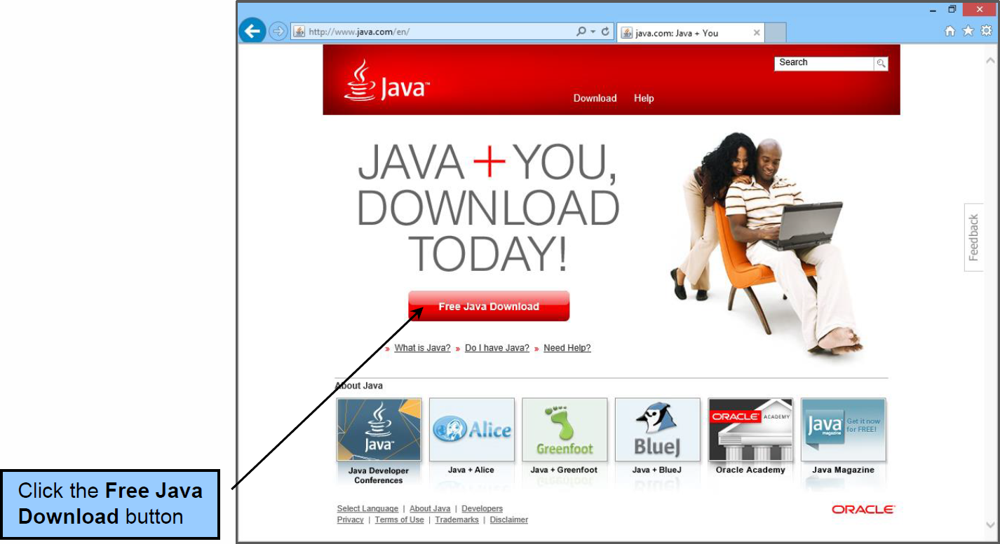 http://www.java.com/en/
java.com: Java + You
Search
Java™
Download Help
JAVA + YOU,
DOWNLOAD
TODAY!
Feedback
Free Java Download
» What is Java? » Do I have Java? » Need Help?
About Java
Java™
Alice
Greenfoot
BlueJ
ORACLE ACADEMY
Java magazine
Get it now
for FREE!
Java Developer
Conferences
Java + Alice
Java + Greenfoot
Java + BlueJ
Oracle Academy
Java Magazine
Click the Free Java
Download button
Select Language | About Java | Developers
Privacy | Terms of Use | Trademarks | Disclaimer
ORACLE